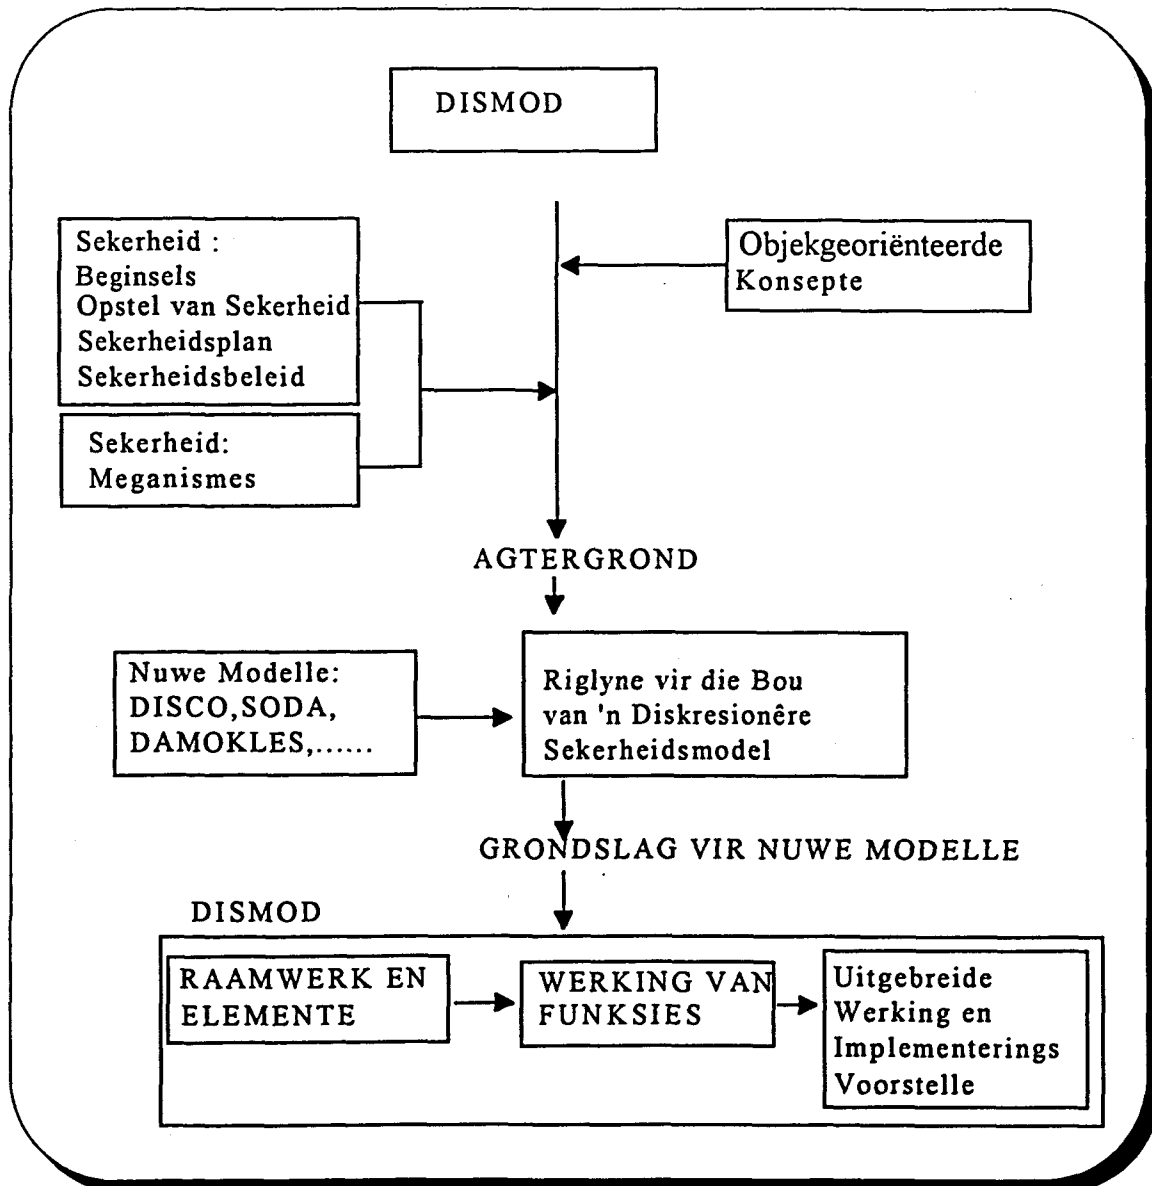 DISMOD
Sekerheid :
Beginsels
Opstel van Sekerheid
Sekerheidsplan
Sekerheidsbeleid
Objekgeoriënteerde
Konsepte
Sekerheid:
Meganismes
AGTERGROND
Nuwe Modelle:
DISCO,SODA,
DAMOKLES,......
Riglyne vir die Bou
van 'n Diskresionêre
Sekerheidsmodel
GRONDSLAG VIR NUWE MODELLE
DISMOD
RAAMWERK EN
ELEMENTE
WERKING VAN
FUNKSIES
Uitgebreide
Werking en
Implementerings
Voorstelle